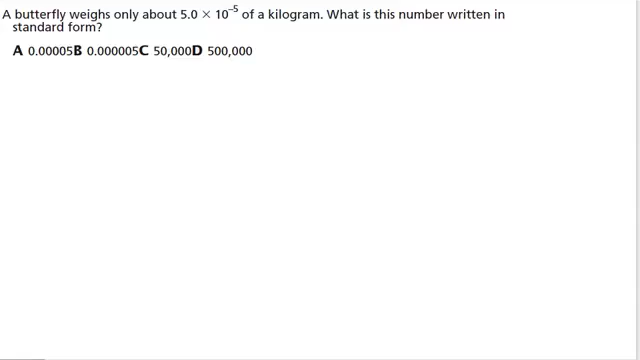 A butterfly weighs only about 5.0 × 10⁻⁵ of a kilogram. What is this number written in
standard form?
A 0.00005B 0.000005C 50,000D 500,000